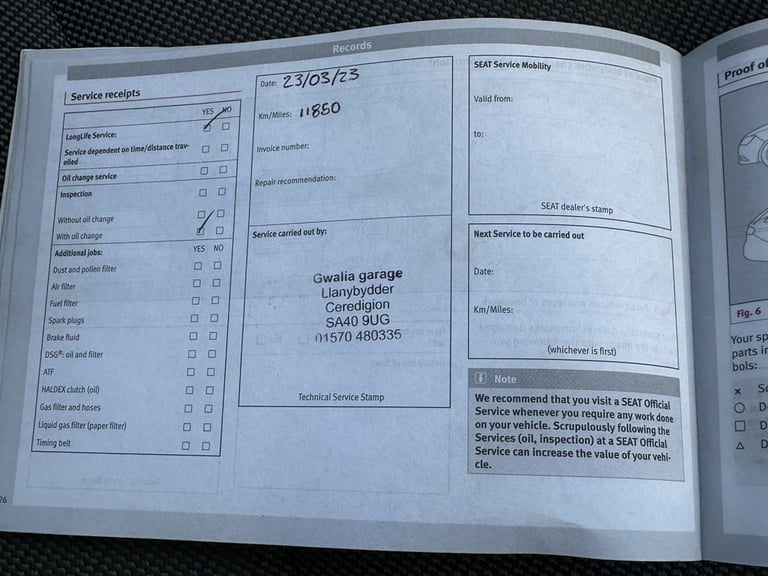 Records
Service receipts
YES NO
LongLife Service:
Service dependent on time/distance trav-
elled
Oil change service
Inspection
Without oil change
With oil change
Additional jobs: YES NO
Dust and pollen filter
Air filter
Fuel filter
Spark plugs
Brake fluid
DSG®: oil and filter
ATF
HALDEX clutch (oil)
Gas filter and hoses
Liquid gas filter (paper filter)
Timing belt
Date: 23/03/23
Km/Miles: 11850
Invoice number:
Repair recommendation:
Service carried out by:
Gwalia garage
Llanybydder
Ceredigion
SA40 9UG
01570 480335
Technical Service Stamp
SEAT Service Mobility
Valid from:
to:
SEAT dealer's stamp
Next Service to be carried out
Date:
Km/Miles:
(whichever is first)
i Note
We recommend that you visit a SEAT Official
Service whenever you require any work done
on your vehicle. Scrupulously following the
Services (oil, inspection) at a SEAT Official
Service can increase the value of your vehi-
cle.
26
Proof of
Fig. 6
Your sp
parts in
bols: